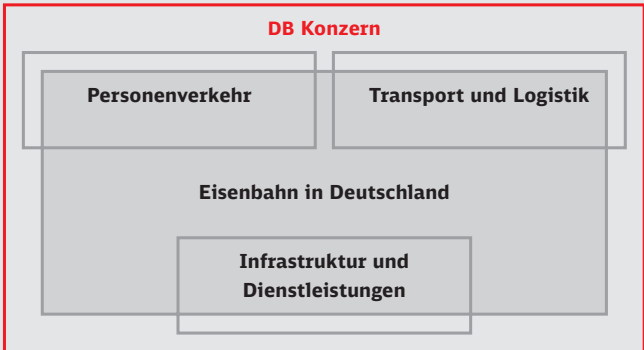 DB Konzern
Personenverkehr
Transport und Logistik
Eisenbahn in Deutschland
Infrastruktur und
Dienstleistungen